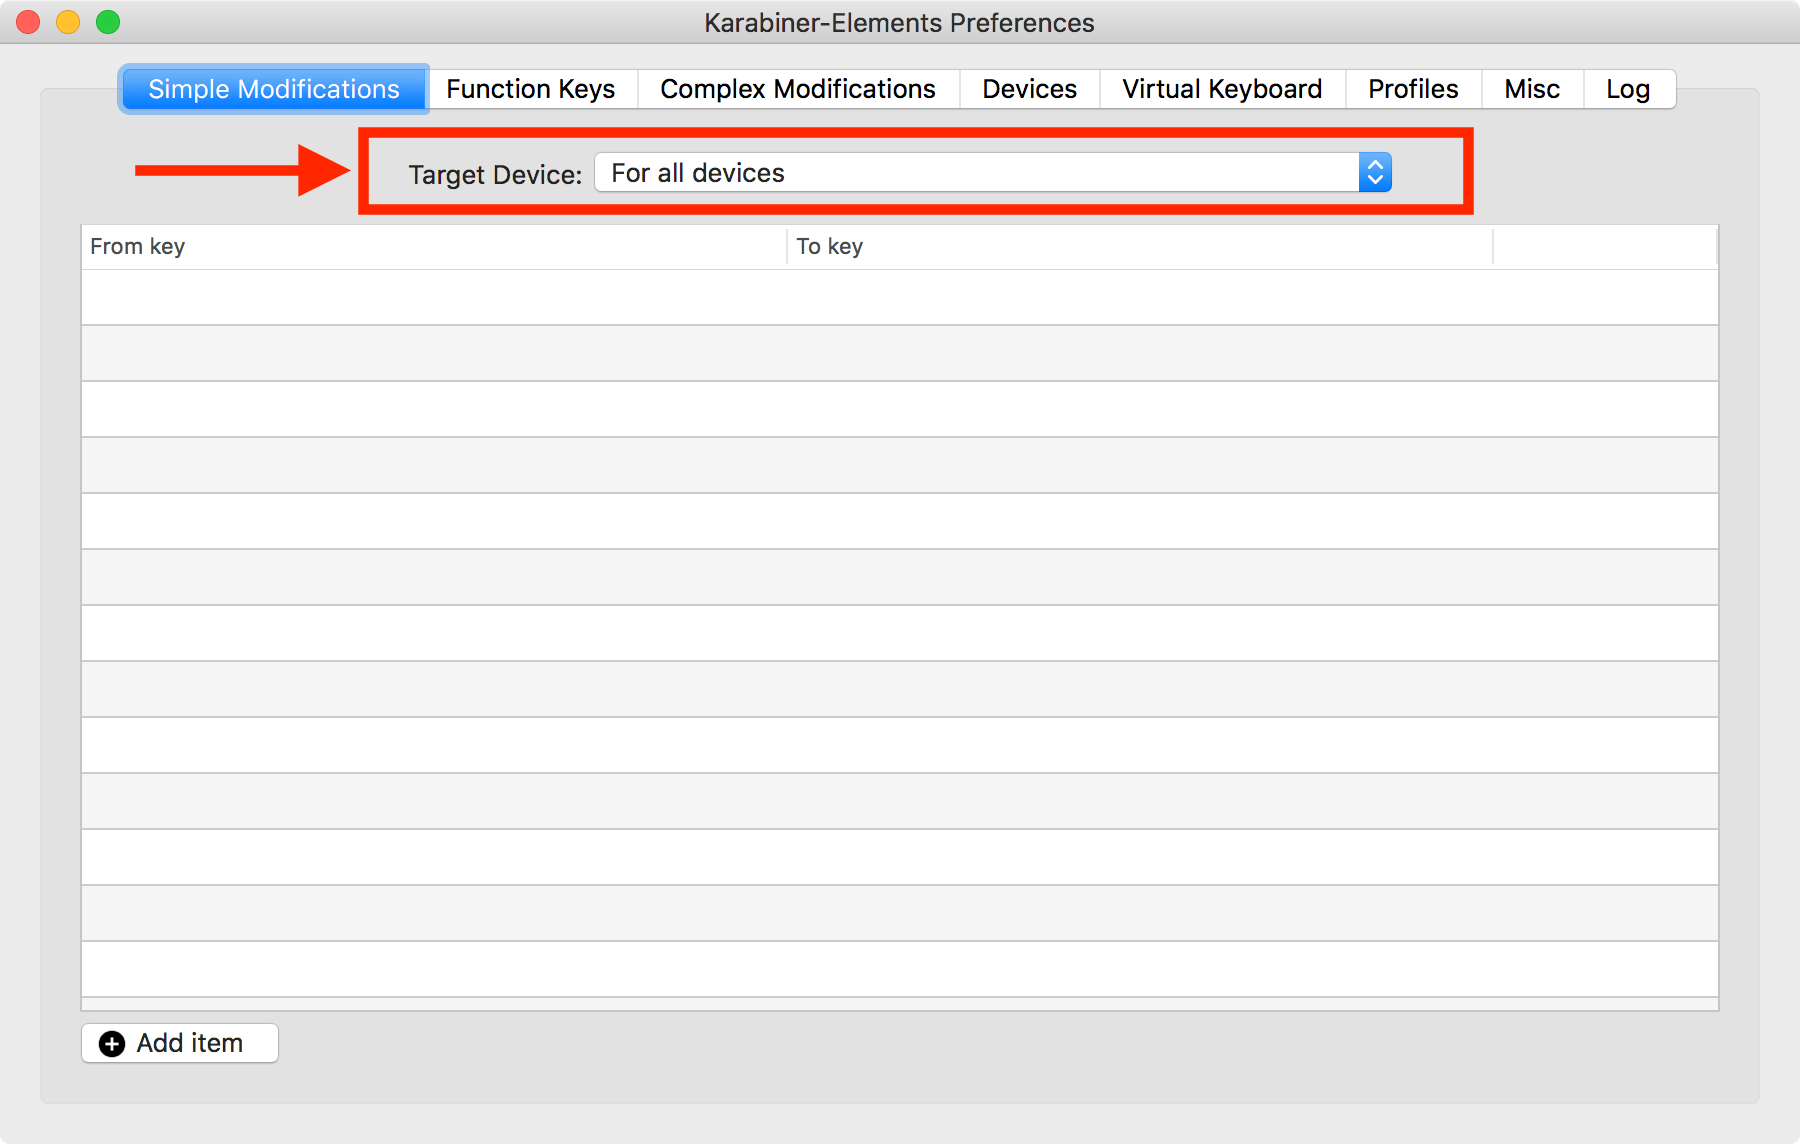 Karabiner-Elements Preferences
Simple Modifications Function Keys Complex Modifications Devices Virtual Keyboard Profiles Misc Log
Target Device: For all devices
From key To key
Add item